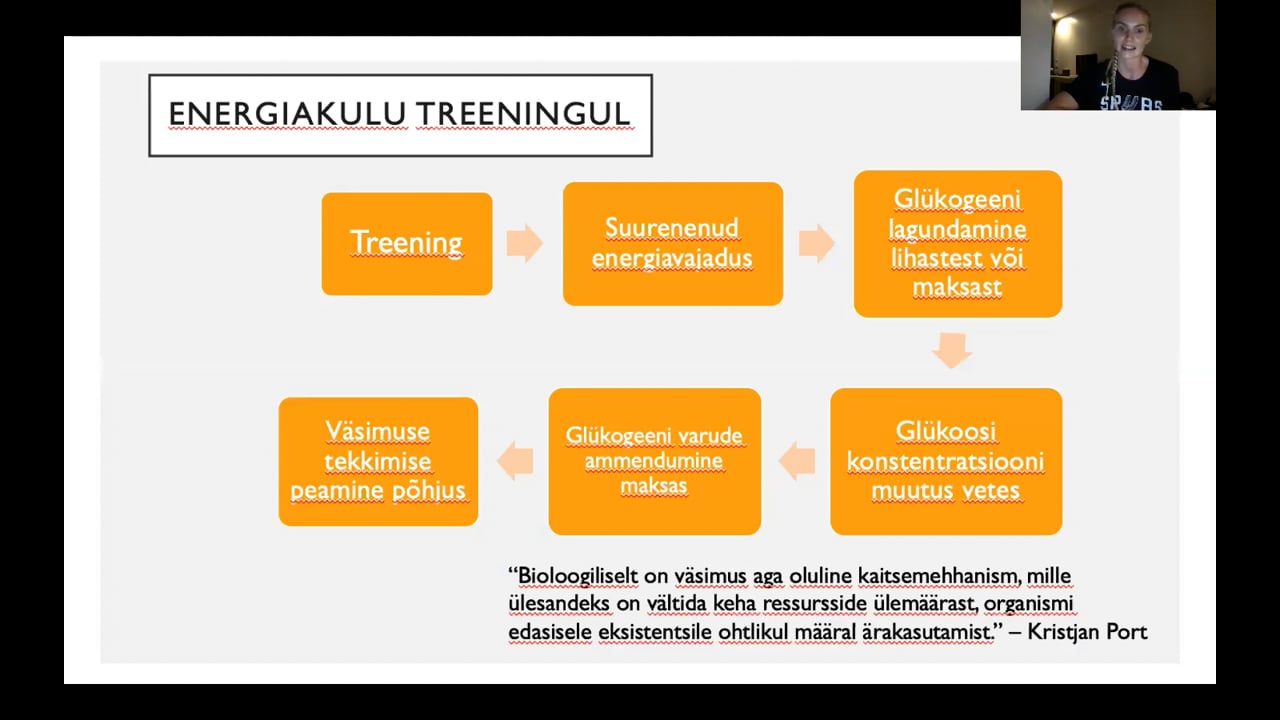 ENERGIAKULU TREENINGUL
Treening
Suurenenud
energiavajadus
Glükogeeni
lagundamine
lihastest või
maksast
Glükoosi
konstentratsiooni
muutus vetes
Glükogeeni varude
ammendumine
maksas
Väsimuse
tekkimise
peamine põhjus
“Bioloogiliselt on väsimus aga oluline kaitsemehhanism, mille
ülesandeks on vältida keha ressursside ülemäärast, organismi
edasisele eksistentsile ohtlikul määral ärakasutamist.” – Kristjan Port